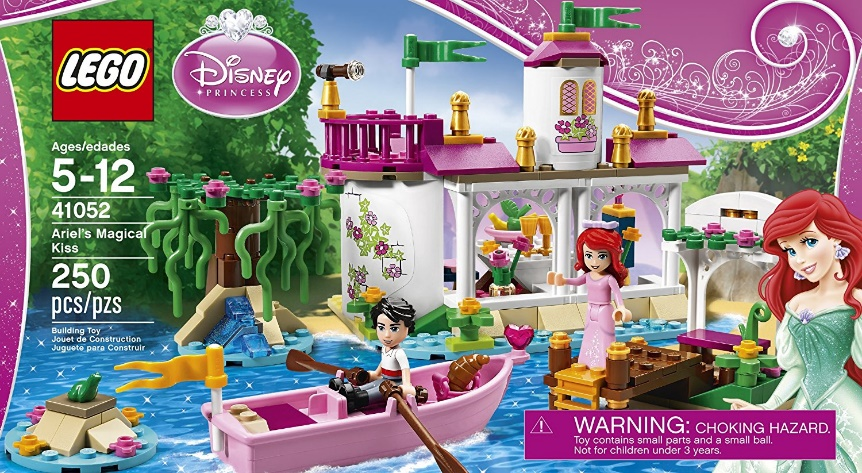 LEGO
Disney
PRINCESS
Ages/edades
5-12
41052
Ariel's Magical
Kiss
250
pcs/pzs
Building Toy
Jouet de Construction
Juguete para Construir
WARNING: CHOKING HAZARD.
Toy contains small parts and a small ball.
Not for children under 3 years.